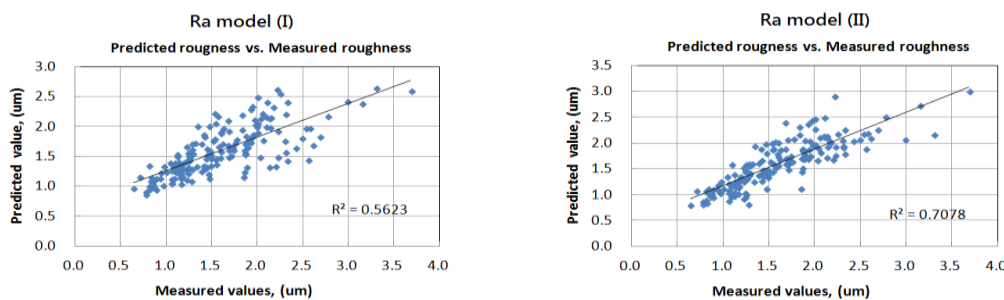 Ra model (I)
Predicted rougness vs. Measured roughness
3.0
2.5
2.0
1.5
1.0
0.5
0.0
Predicted value, (um)
R² = 0.5623
0.0 0.5 1.0 1.5 2.0 2.5 3.0 3.5 4.0
Measured values, (um)
Ra model (II)
Predicted rougness vs. Measured roughness
3.5
3.0
2.5
2.0
1.5
1.0
0.5
0.0
Predicted value, (um)
R² = 0.7078
0.0 0.5 1.0 1.5 2.0 2.5 3.0 3.5 4.0
Measured values, (um)